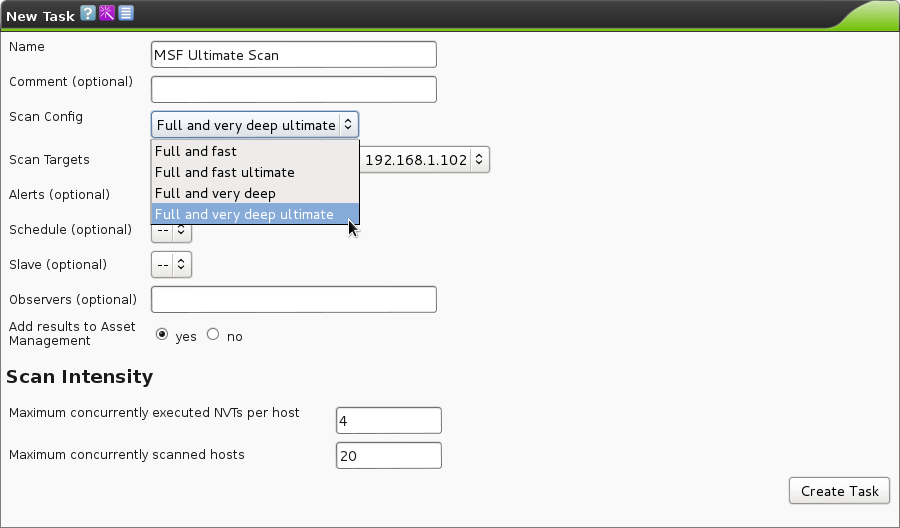 New Task
Name MSF Ultimate Scan
Comment (optional)
Scan Config Full and very deep ultimate
Full and fast
Scan Targets 192.168.1.102
Full and fast ultimate
Alerts (optional) Full and very deep
Full and very deep ultimate
Schedule (optional) --
Slave (optional) --
Observers (optional)
Add results to Asset
Management yes no
Scan Intensity
Maximum concurrently executed NVTs per host 4
Maximum concurrently scanned hosts 20
Create Task